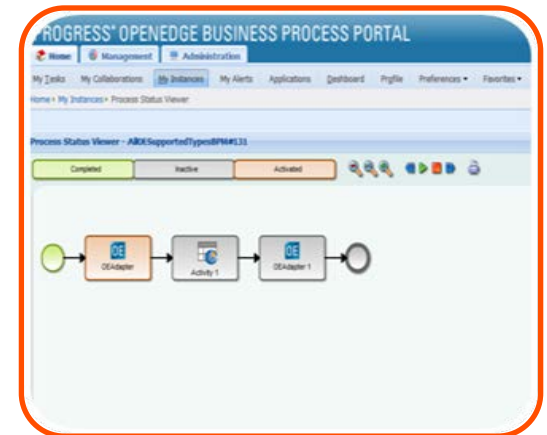 PROGRESS® OPENEDGE BUSINESS PROCESS PORTAL
Home Management Administration
My Tasks My Collaborations My Instances My Alerts Applications Dashboard Profile Preferences Favorites
Home > My Instances > Process Status Viewer
Process Status Viewer - AllOESupportedTypesBPM#131
Completed Inactive Activated
OE OE
OEAdapter Activity 1 OEAdapter 1